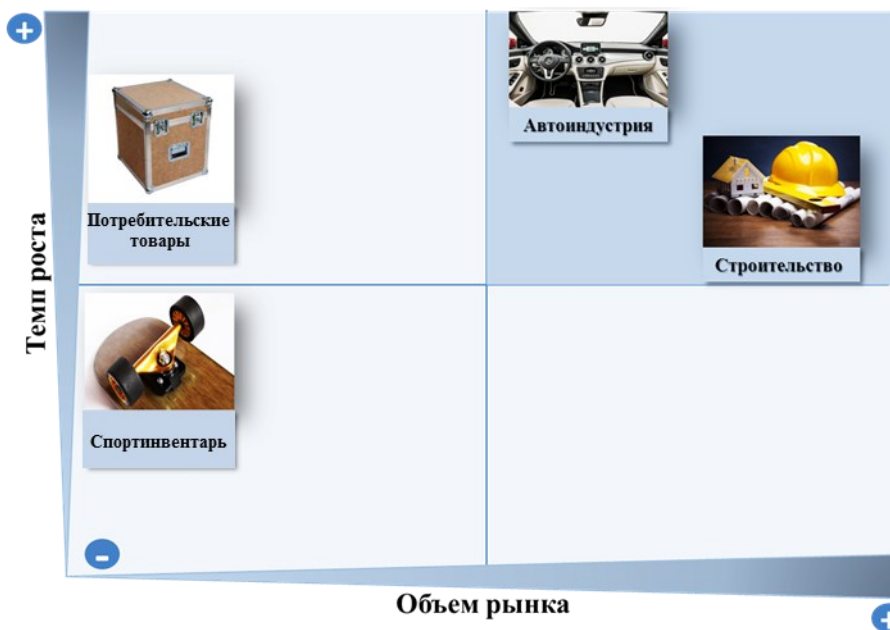 +
Автоиндустрия
Потребительские
товары
Строительство
Темп роста
Спортинвентарь
-
Объем рынка
+